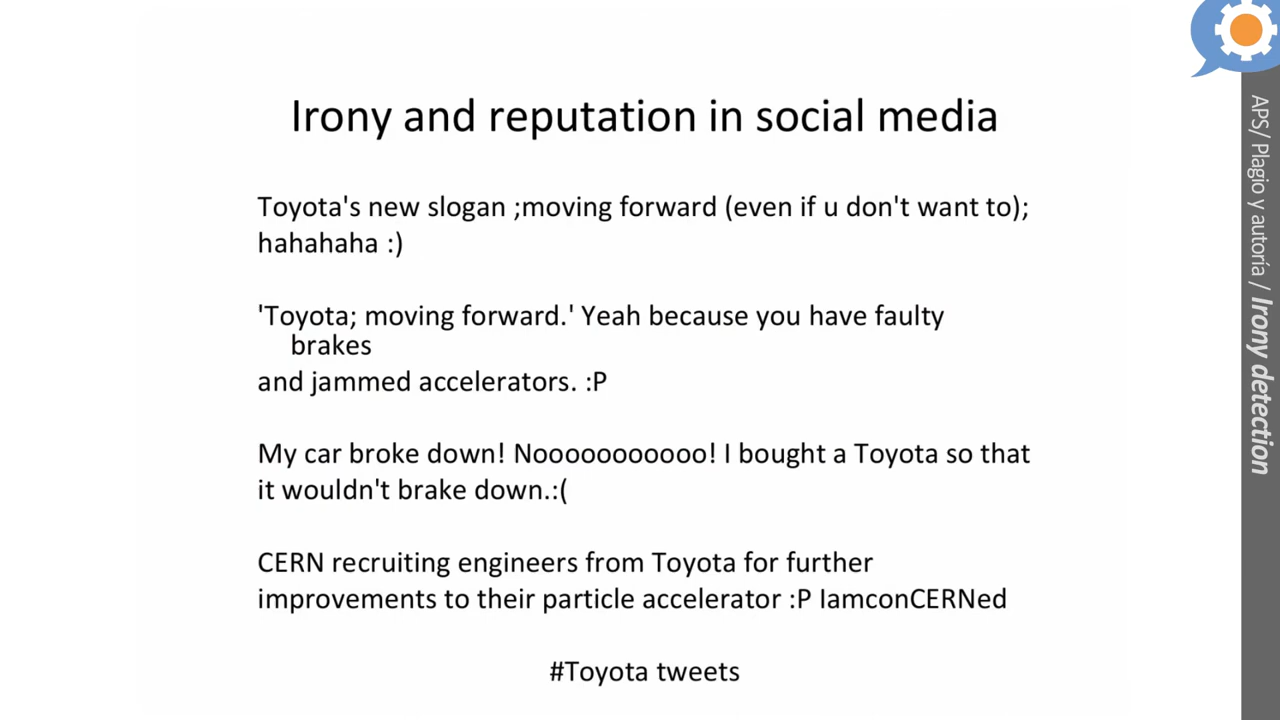 Irony and reputation in social media
Toyota's new slogan ;moving forward (even if u don't want to);
hahahaha :)
'Toyota; moving forward.' Yeah because you have faulty
brakes
and jammed accelerators. :P
My car broke down! Nooooooooooo! I bought a Toyota so that
it wouldn't brake down.:(
CERN recruiting engineers from Toyota for further
improvements to their particle accelerator :P IamconCERNed
#Toyota tweets
APS/ Plagio y autoría / Irony detection